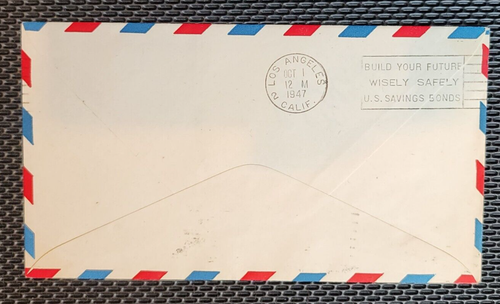 LOS ANGELES
OCT 1
12 M
1947
2 CALIF.
BUILD YOUR FUTURE
WISELY SAFELY
U.S. SAVINGS BONDS